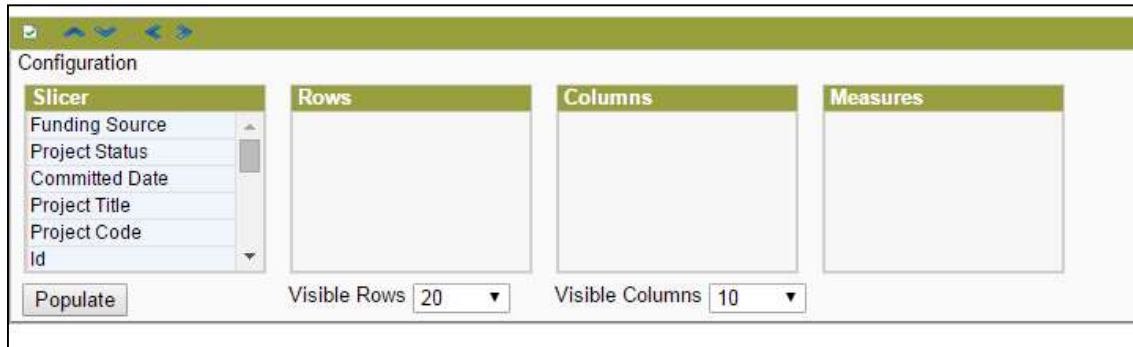 Configuration
Slicer
Funding Source
Project Status
Committed Date
Project Title
Project Code
Id
Rows
Columns
Measures
Populate
Visible Rows 20
Visible Columns 10